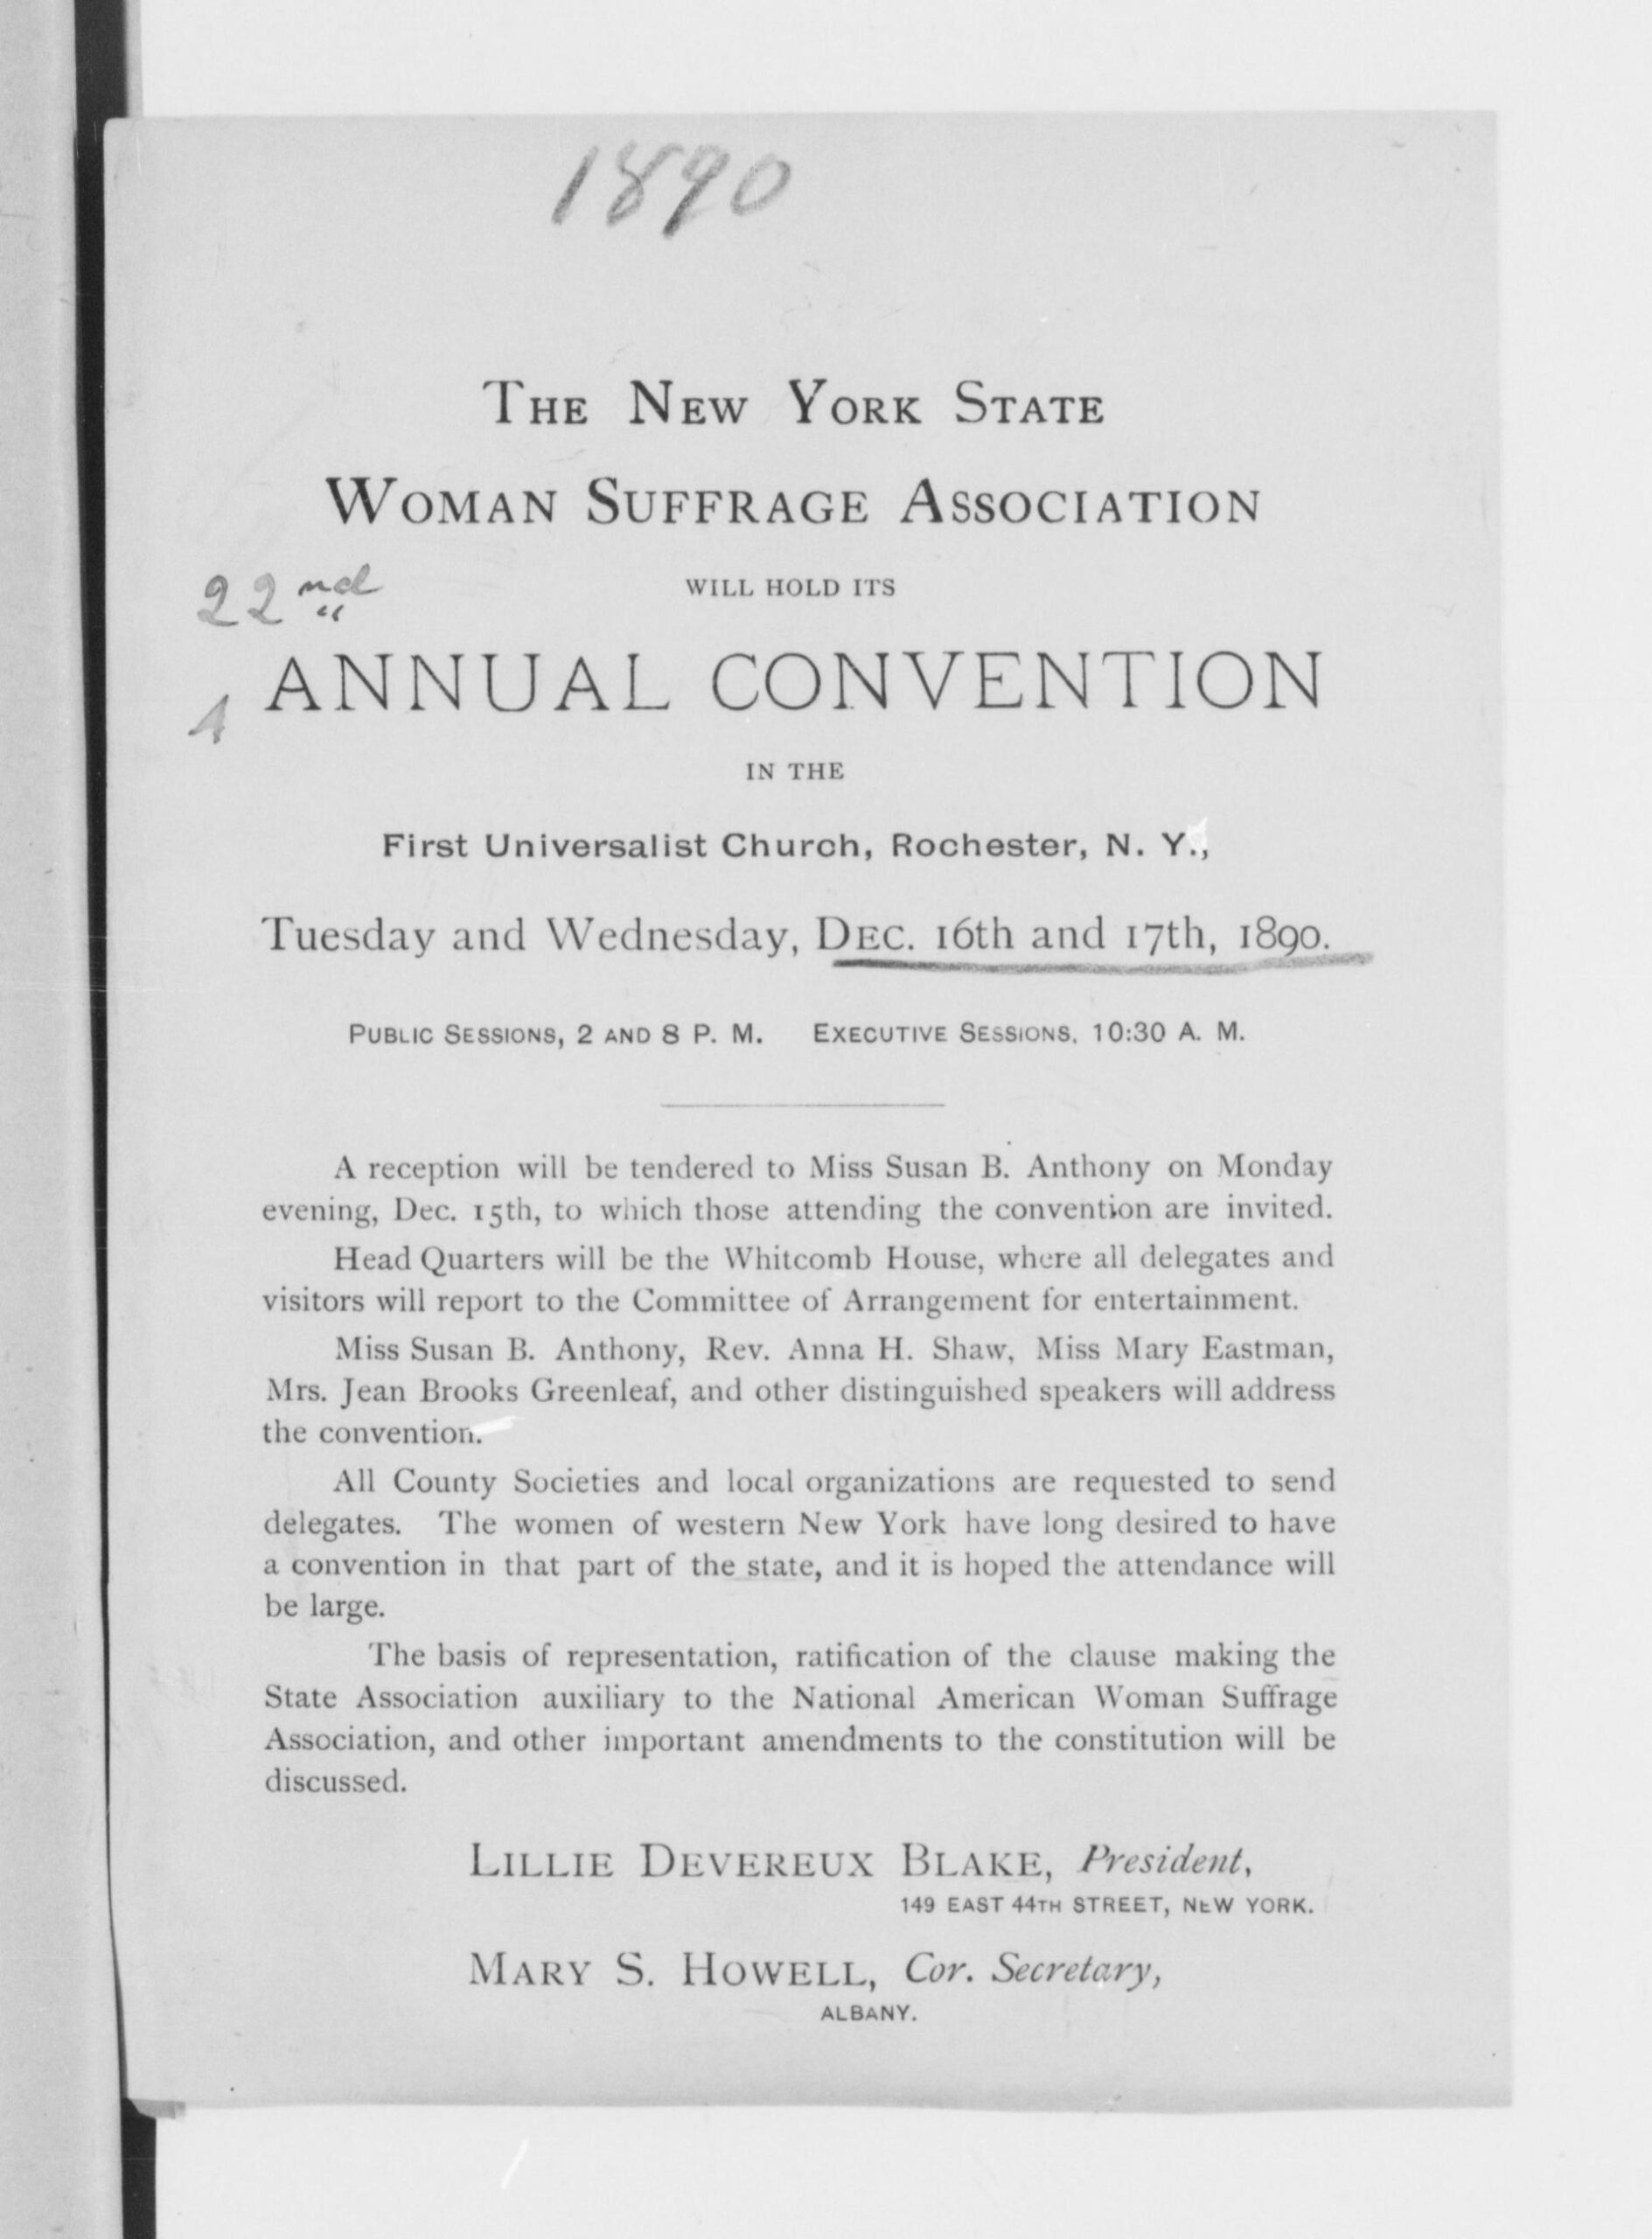 1890
THE NEW YORK STATE
WOMAN SUFFRAGE ASSOCIATION
22nd
WILL HOLD ITS
ANNUAL CONVENTION
IN THE
First Universalist Church, Rochester, N. Y.,
Tuesday and Wednesday, DEC. 16th and 17th, 1890.
PUBLIC SESSIONS, 2 AND 8 P. M. EXECUTIVE SESSIONS, 10:30 A. M.
A reception will be tendered to Miss Susan B. Anthony on Monday
evening, Dec. 15th, to which those attending the convention are invited.
Head Quarters will be the Whitcomb House, where all delegates and
visitors will report to the Committee of Arrangement for entertainment.
Miss Susan B. Anthony, Rev. Anna H. Shaw, Miss Mary Eastman,
Mrs. Jean Brooks Greenleaf, and other distinguished speakers will address
the convention.
All County Societies and local organizations are requested to send
delegates. The women of western New York have long desired to have
a convention in that part of the state, and it is hoped the attendance will
be large.
The basis of representation, ratification of the clause making the
State Association auxiliary to the National American Woman Suffrage
Association, and other important amendments to the constitution will be
discussed.
LILLIE DEVEREUX BLAKE, President,
149 EAST 44TH STREET, NEW YORK.
MARY S. HOWELL, Cor. Secretary,
ALBANY.